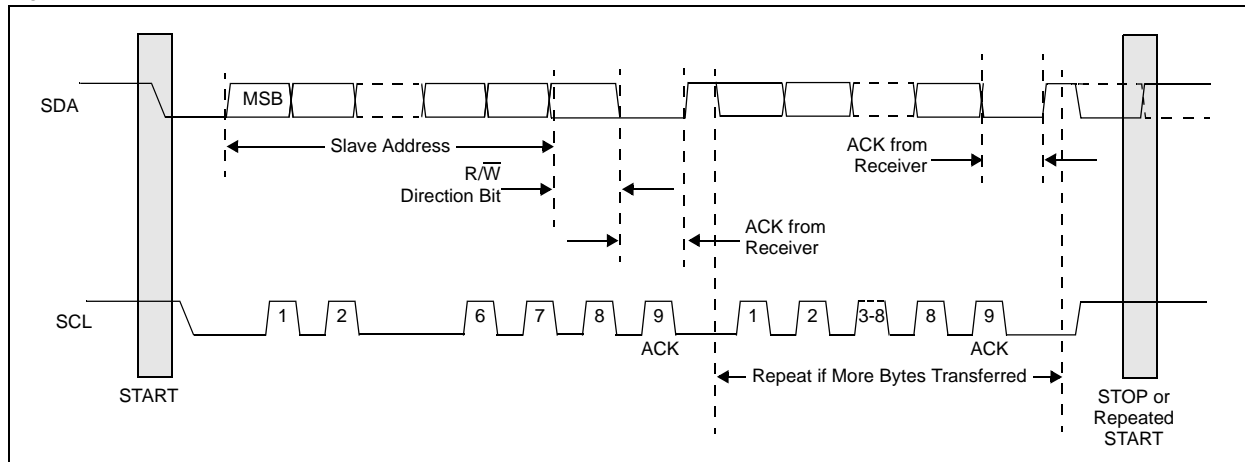 SDA
MSB
Slave Address
R/W̅
Direction Bit
ACK from
Receiver
ACK from
Receiver
SCL
1
2
6
7
8
9
ACK
1
2
3-8
8
9
ACK
Repeat if More Bytes Transferred
START
STOP or
Repeated
START